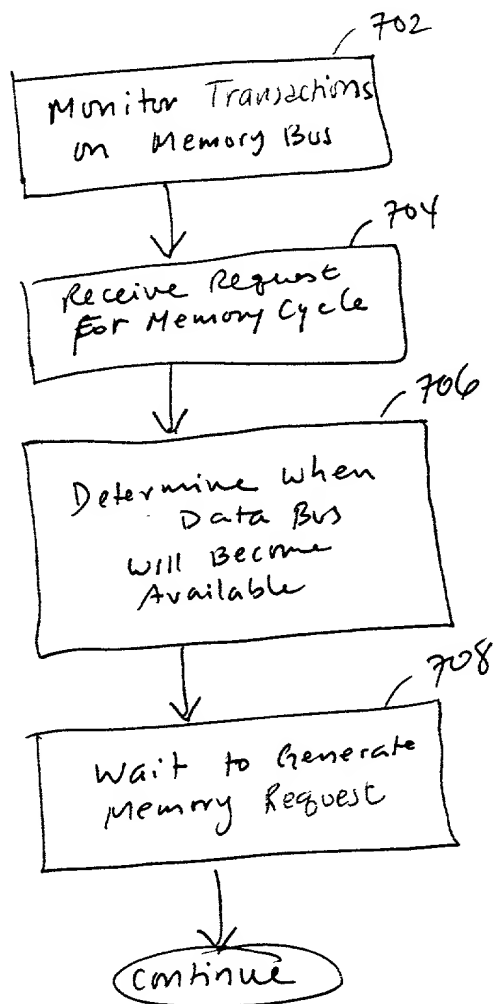 702
Monitor Transactions
on Memory Bus
704
Receive Request
For Memory Cycle
706
Determine When
Data Bus
Will Become
Available
708
Wait to Generate
Memory Request
Continue